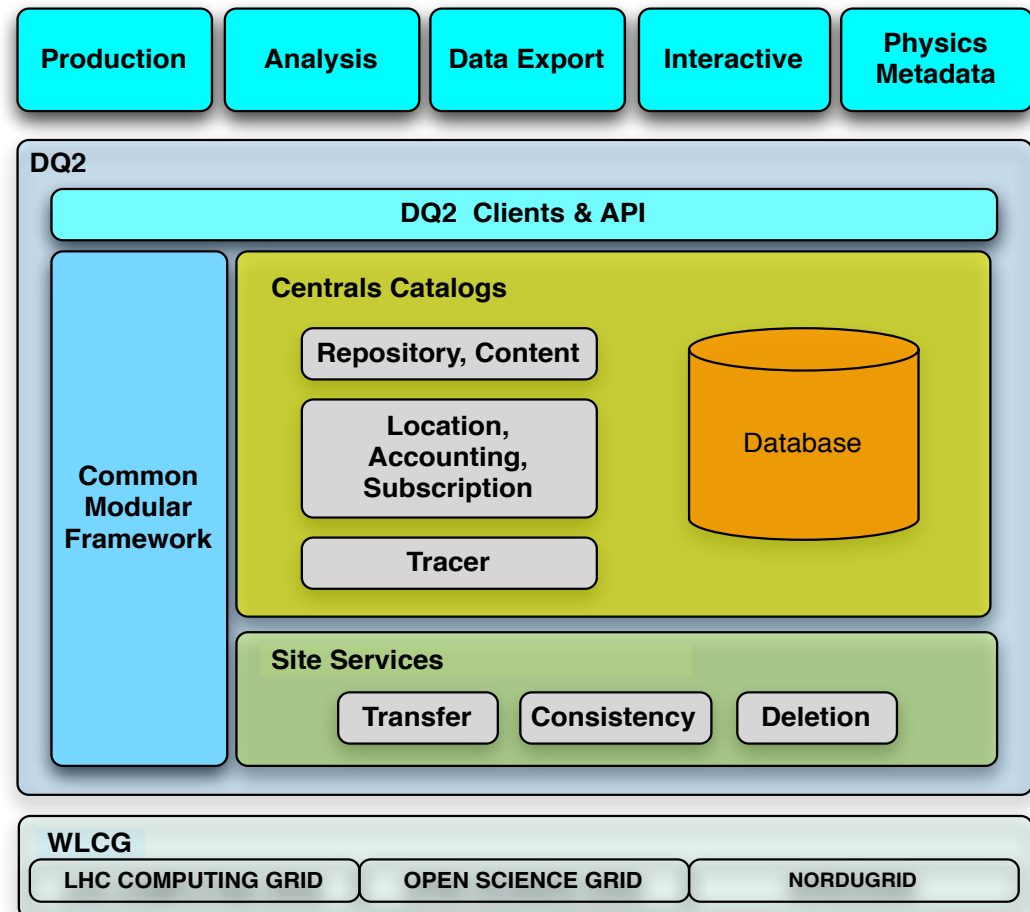 Production
Analysis
Data Export
Interactive
Physics
Metadata
DQ2
DQ2 Clients & API
Common
Modular
Framework
Centrals Catalogs
Repository, Content
Location,
Accounting,
Subscription
Tracer
Database
Site Services
Transfer
Consistency
Deletion
WLCG
LHC COMPUTING GRID
OPEN SCIENCE GRID
NORDUGRID